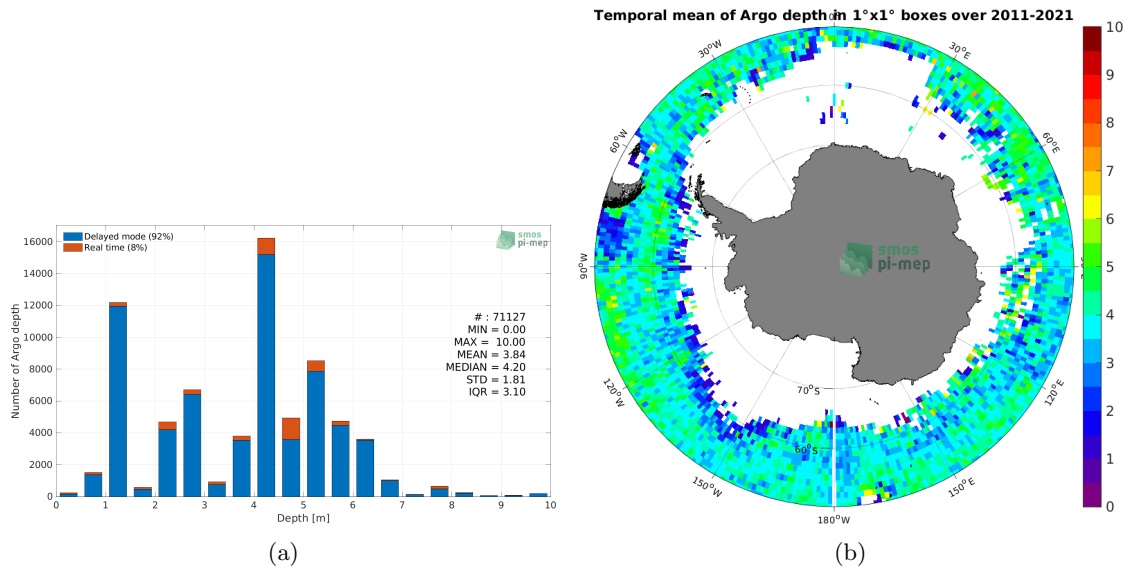 Temporal mean of Argo depth in 1°x1° boxes over 2011-2021
Delayed mode (92%)
Real time (8%)
smos
pi-mep
# : 71127
MIN = 0.00
MAX = 10.00
MEAN = 3.84
MEDIAN = 4.20
STD = 1.81
IQR = 3.10
Number of Argo depth
16000
14000
12000
10000
8000
6000
4000
2000
0
0 1 2 3 4 5 6 7 8 9 10
Depth [m]
(a)
30°W
30°E
60°W
60°E
90°W
smos
pi-mep
70°S
60°S
120°W
120°E
150°W
150°E
180°W
10
9
8
7
6
5
4
3
2
1
0
(b)